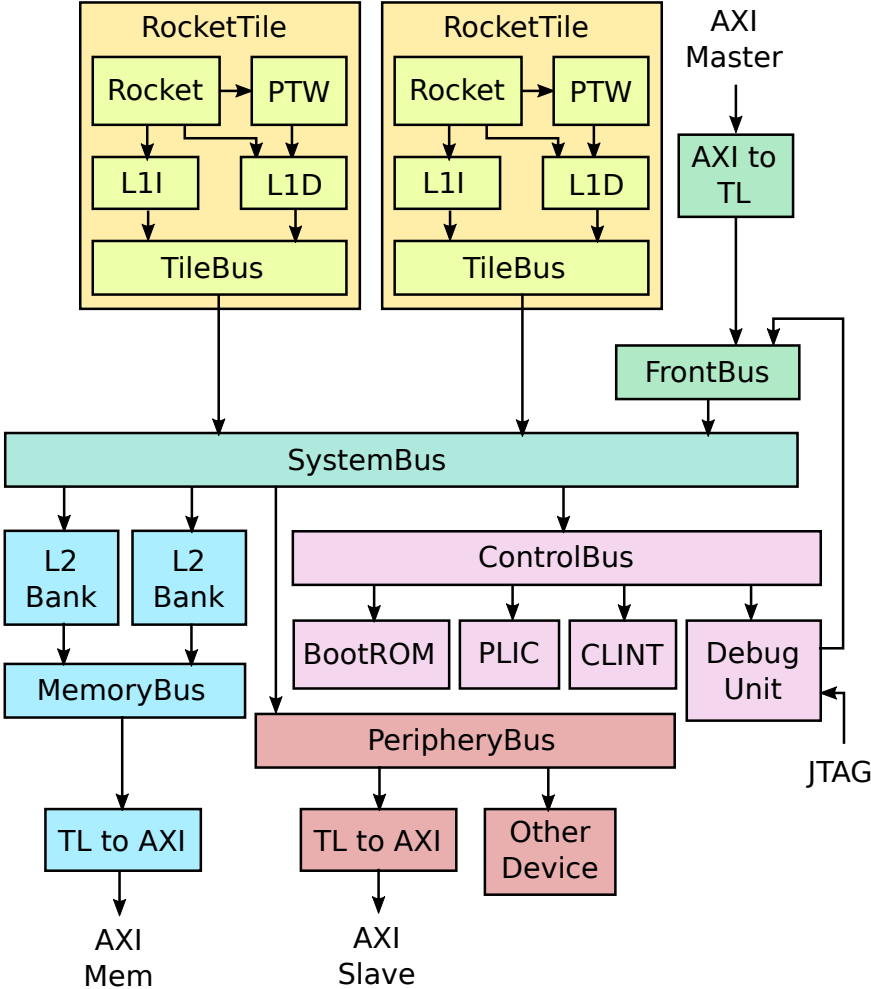 RocketTile
Rocket
PTW
L1I
L1D
TileBus
RocketTile
Rocket
PTW
L1I
L1D
TileBus
AXI
Master
AXI to
TL
FrontBus
SystemBus
L2
Bank
L2
Bank
MemoryBus
ControlBus
BootROM
PLIC
CLINT
Debug
Unit
JTAG
PeripheryBus
TL to AXI
TL to AXI
Other
Device
AXI
Mem
AXI
Slave